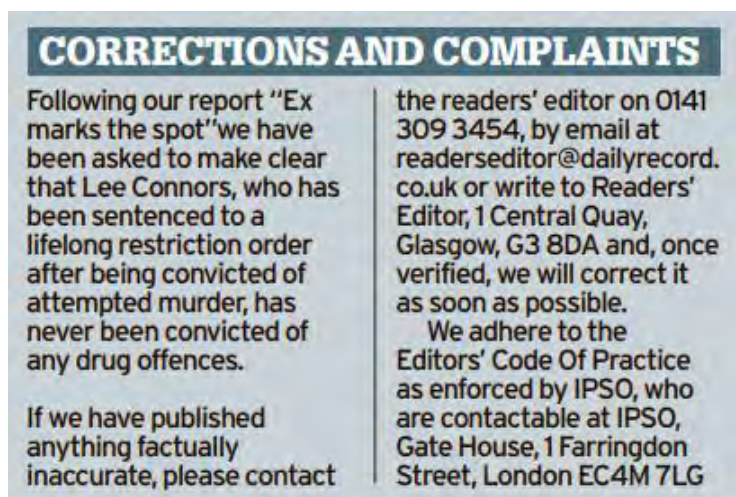 CORRECTIONS AND COMPLAINTS
Following our report "Ex
marks the spot"we have
been asked to make clear
that Lee Connors, who has
been sentenced to a
lifelong restriction order
after being convicted of
attempted murder, has
never been convicted of
any drug offences.
If we have published
anything factually
inaccurate, please contact
the readers' editor on 0141
309 3454, by email at
readerseditor@dailyrecord.
co.uk or write to Readers'
Editor, 1 Central Quay,
Glasgow, G3 8DA and, once
verified, we will correct it
as soon as possible.
We adhere to the
Editors' Code Of Practice
as enforced by IPSO, who
are contactable at IPSO,
Gate House, 1 Farringdon
Street, London EC4M 7LG